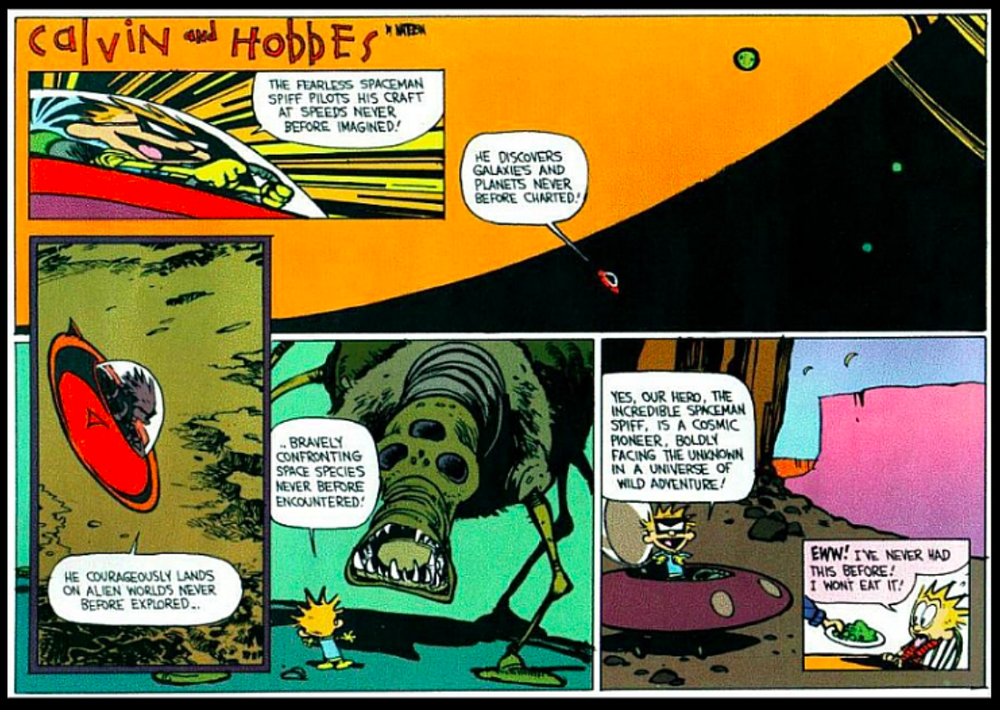 CalviN and HobbEs
THE FEARLESS SPACEMAN
SPIFF PILOTS HIS CRAFT
AT SPEEDS NEVER
BEFORE IMAGINED!
HE DISCOVERS
GALAXIES AND
PLANETS NEVER
BEFORE CHARTED!
HE COURAGEOUSLY LANDS
ON ALIEN WORLDS NEVER
BEFORE EXPLORED...
.. BRAVELY
CONFRONTING
SPACE SPECIES
NEVER BEFORE
ENCOUNTERED!
YES, OUR HERO, THE
INCREDIBLE SPACEMAN
SPIFF, IS A COSMIC
PIONEER, BOLDLY
FACING THE UNKNOWN
IN A UNIVERSE OF
WILD ADVENTURE!
EWW! I'VE NEVER HAD
THIS BEFORE!
I WONT EAT IT!